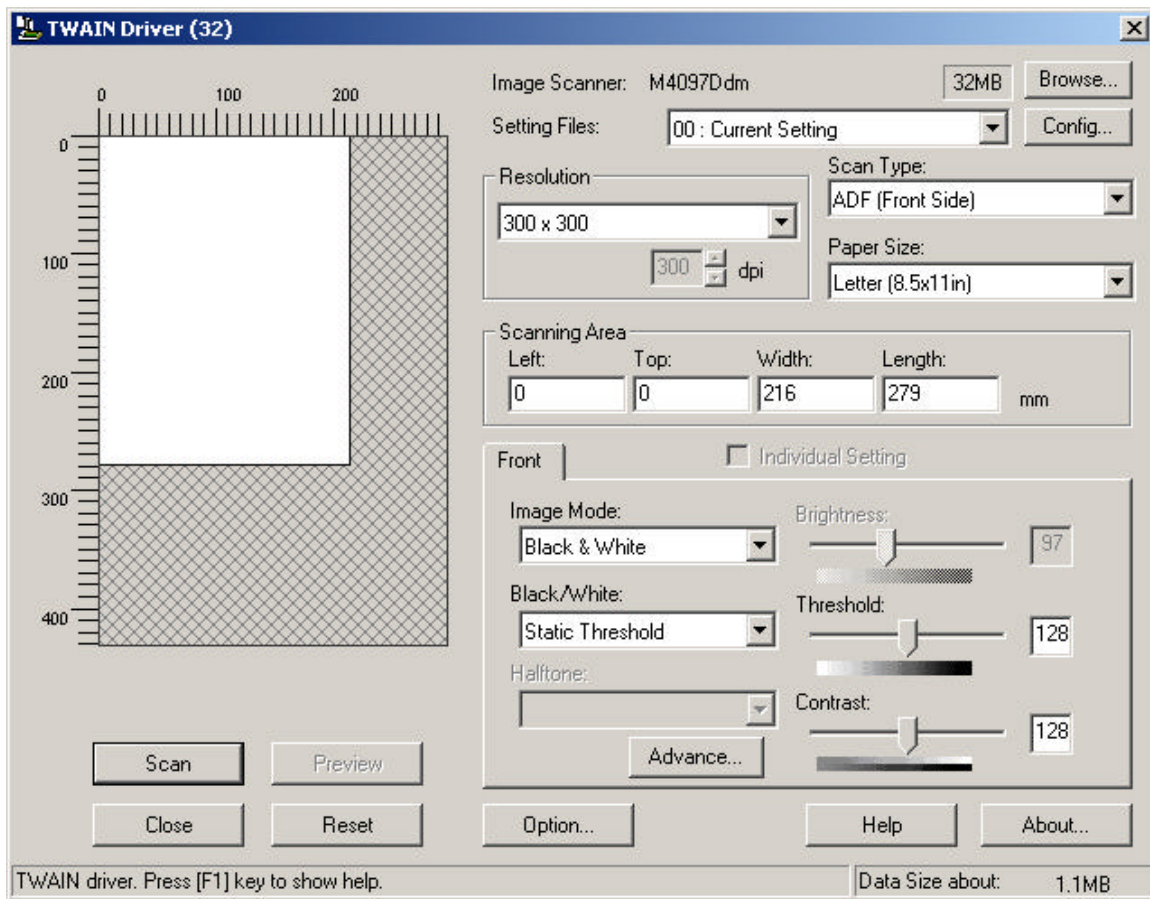 TWAIN Driver (32)
Image Scanner: M4097Ddm 32MB Browse...
Setting Files: 00 : Current Setting Config...
0 100 200
0
100
200
300
400
Resolution
300 x 300
300 dpi
Scan Type:
ADF (Front Side)
Paper Size:
Letter (8.5x11in)
Scanning Area
Left: Top: Width: Length:
0 0 216 279 mm
Front Individual Setting
Image Mode:
Black & White
Brightness:
97
Black/White:
Static Threshold
Threshold:
128
Halftone:
Contrast:
128
Advance...
Scan Preview
Close Reset Option... Help About...
TWAIN driver. Press [F1] key to show help. Data Size about: 1.1MB